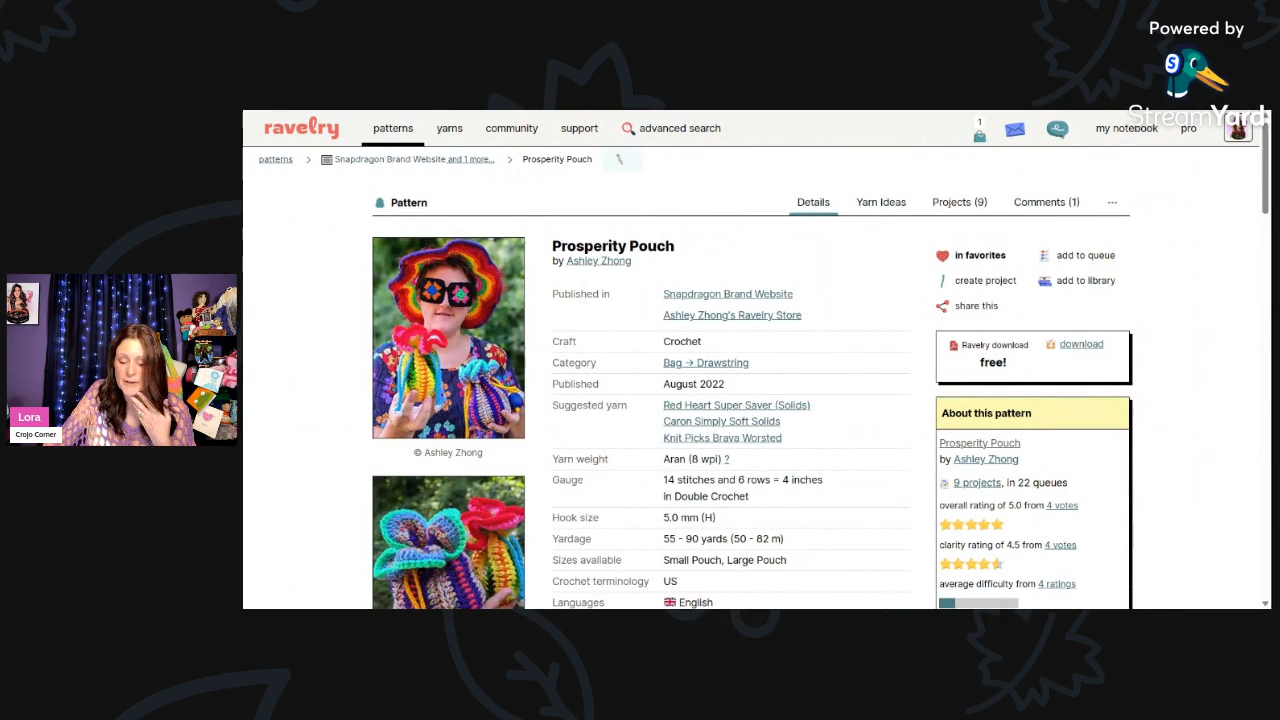 Powered by
StreamYard
ravelry
patterns
yarns
community
support
advanced search
1
my notebook
pro
patterns
Snapdragon Brand Website and 1 more...
Prosperity Pouch
Pattern
Details
Yarn Ideas
Projects (9)
Comments (1)
Prosperity Pouch
by Ashley Zhong
Published in
Snapdragon Brand Website
Ashley Zhong's Ravelry Store
Craft
Crochet
Category
Bag → Drawstring
Published
August 2022
Suggested yarn
Red Heart Super Saver (Solids)
Caron Simply Soft Solids
Knit Picks Brava Worsted
Yarn weight
Aran (8 wpi) ?
Gauge
14 stitches and 6 rows = 4 inches
in Double Crochet
Hook size
5.0 mm (H)
Yardage
55 - 90 yards (50 - 82 m)
Sizes available
Small Pouch, Large Pouch
Crochet terminology
US
Languages
English
© Ashley Zhong
in favorites
add to queue
create project
add to library
share this
Ravelry download
free!
download
About this pattern
Prosperity Pouch
by Ashley Zhong
9 projects, in 22 queues
overall rating of 5.0 from 4 votes
clarity rating of 4.5 from 4 votes
average difficulty from 4 ratings
Lora
Crojo Corner